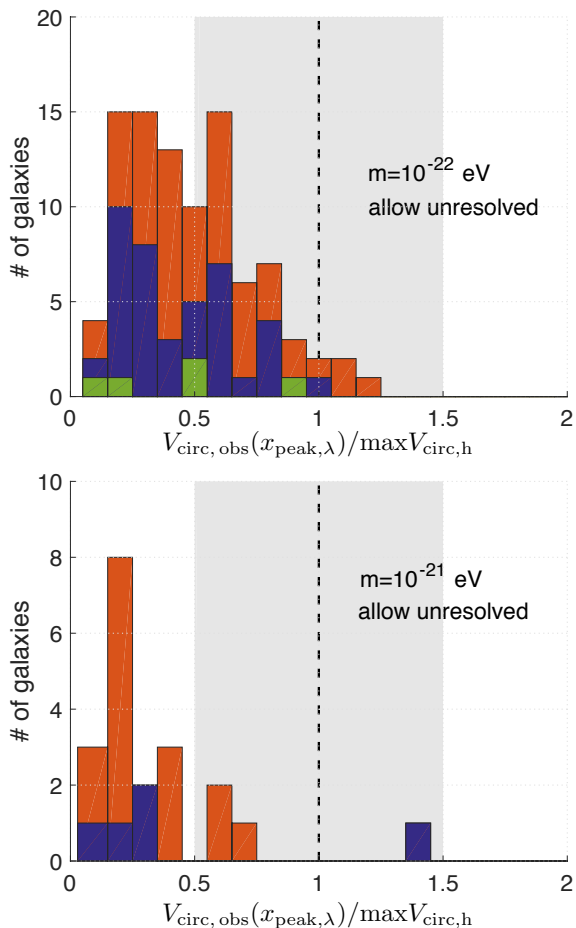 20
15
10
5
0
# of galaxies
m=10⁻²² eV
allow unresolved
0 0.5 1 1.5 2
V_circ, obs(x_peak,λ)/maxV_circ,h
10
8
6
4
2
0
# of galaxies
m=10⁻²¹ eV
allow unresolved
0 0.5 1 1.5 2
V_circ, obs(x_peak,λ)/maxV_circ,h